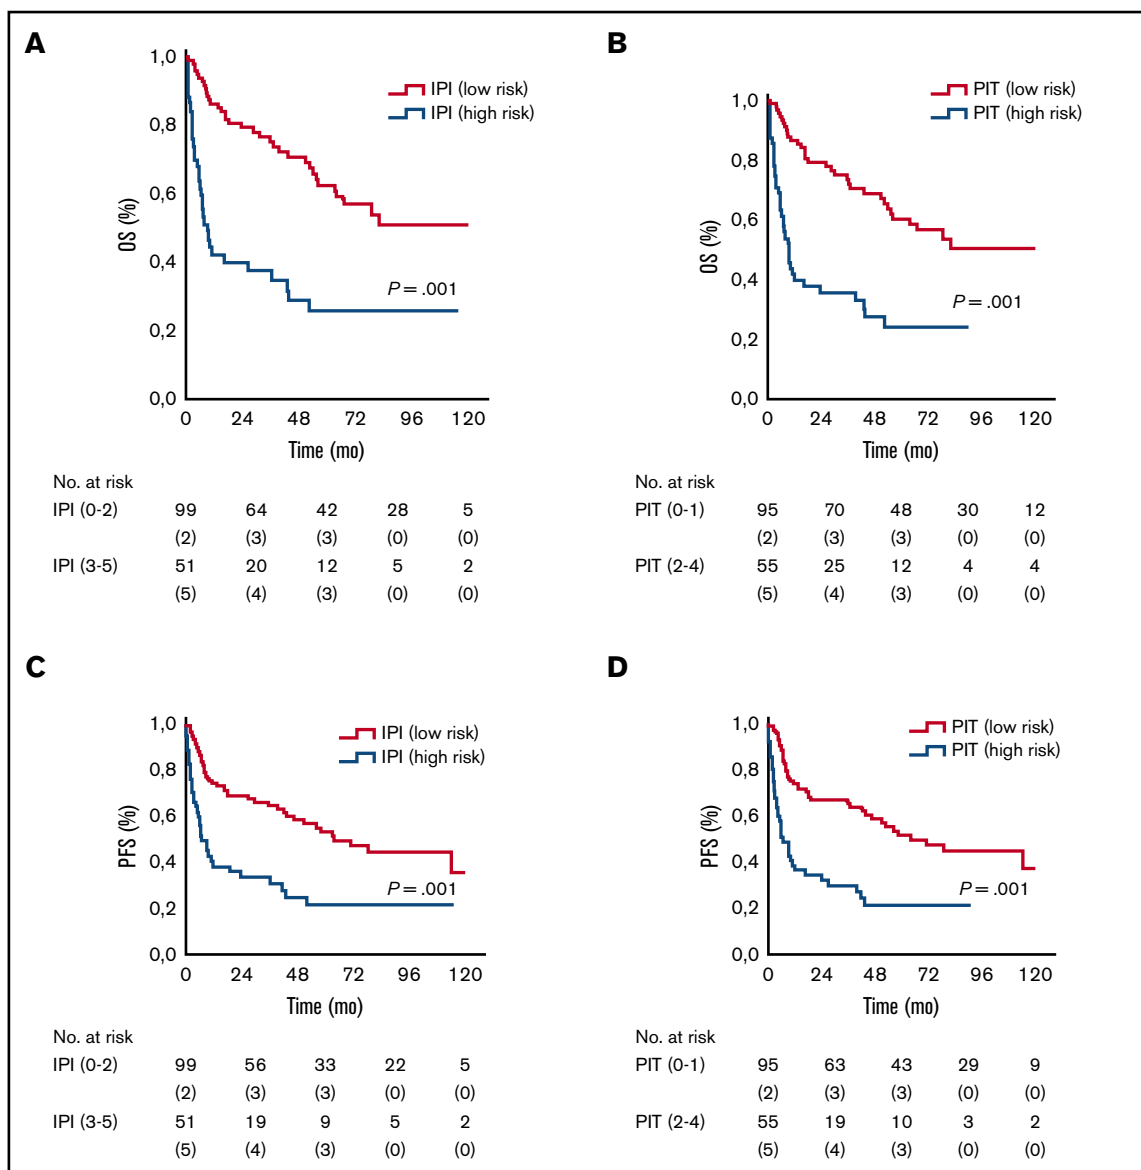 A
1,0
0,8
0,6
0,4
0,2
0,0
OS (%)
IPI (low risk)
IPI (high risk)
P = .001
0 24 48 72 96 120
Time (mo)
No. at risk
IPI (0-2) 99 64 42 28 5
(2) (3) (3) (0) (0)
IPI (3-5) 51 20 12 5 2
(5) (4) (3) (0) (0)
B
1,0
0,8
0,6
0,4
0,2
0,0
OS (%)
PIT (low risk)
PIT (high risk)
P = .001
0 24 48 72 96 120
Time (mo)
No. at risk
PIT (0-1) 95 70 48 30 12
(2) (3) (3) (0) (0)
PIT (2-4) 55 25 12 4 4
(5) (4) (3) (0) (0)
C
1,0
0,8
0,6
0,4
0,2
0,0
PFS (%)
IPI (low risk)
IPI (high risk)
P = .001
0 24 48 72 96 120
Time (mo)
No. at risk
IPI (0-2) 99 56 33 22 5
(2) (3) (3) (0) (0)
IPI (3-5) 51 19 9 5 2
(5) (4) (3) (0) (0)
D
1,0
0,8
0,6
0,4
0,2
0,0
PFS (%)
PIT (low risk)
PIT (high risk)
P = .001
0 24 48 72 96 120
Time (mo)
No. at risk
PIT (0-1) 95 63 43 29 9
(2) (3) (3) (0) (0)
PIT (2-4) 55 19 10 3 2
(5) (4) (3) (0) (0)